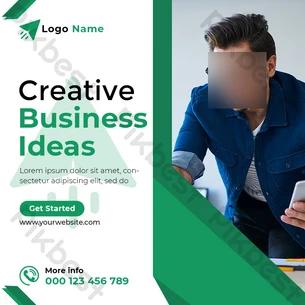 Logo Name
Creative
Business
Ideas
Lorem ipsum dolor sit amet, con-
sectetur adipiscing elit, sed do
Get Started
www.yourwebsite.com
More info
000 123 456 789